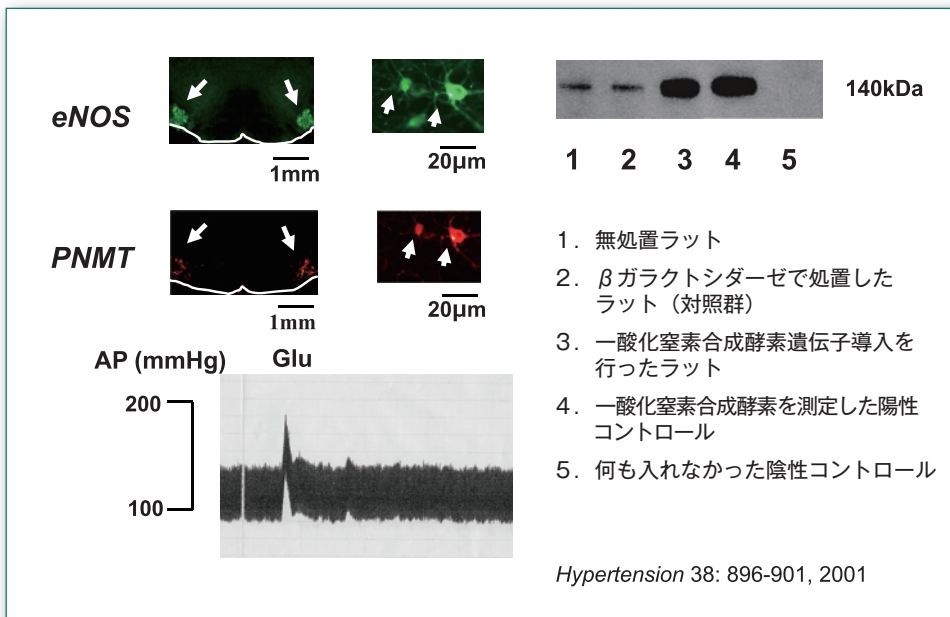 eNOS
1mm
20μm
PNMT
1mm
20μm
AP (mmHg)
Glu
200
100
140kDa
1 2 3 4 5
1. 無処置ラット
2. βガラクトシダーゼで処置した
ラット（対照群）
3. 一酸化窒素合成酵素遺伝子導入を
行ったラット
4. 一酸化窒素合成酵素を測定した陽性
コントロール
5. 何も入れなかった陰性コントロール
Hypertension 38: 896-901, 2001